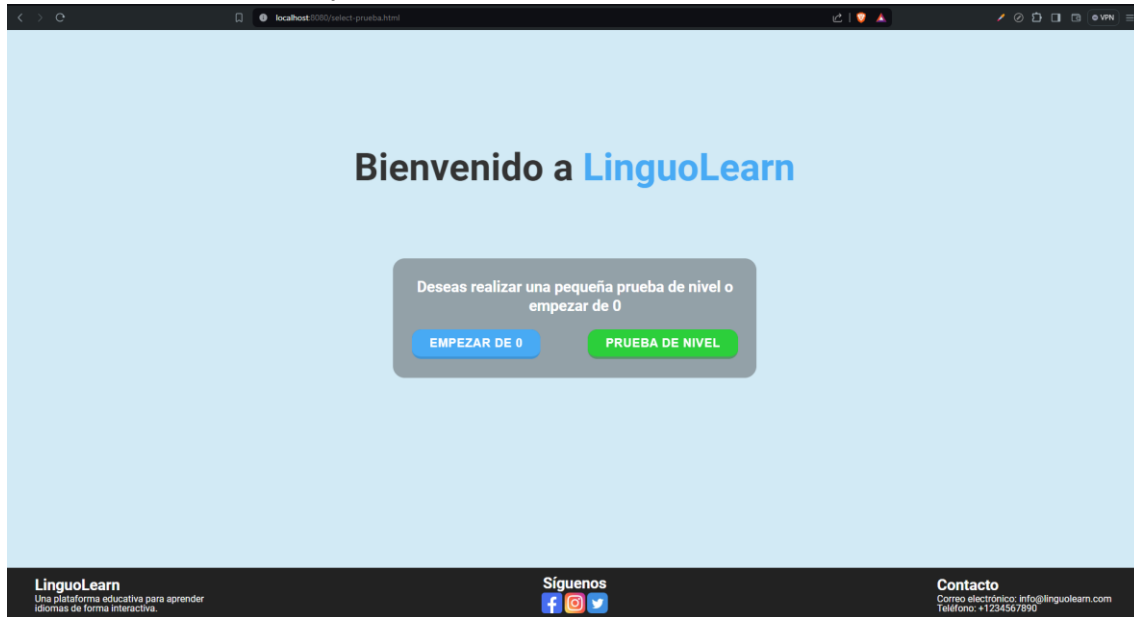 localhost:8080/select-prueba.html
VPN
Bienvenido a LinguoLearn
Deseas realizar una pequeña prueba de nivel o
empezar de 0
EMPEZAR DE 0
PRUEBA DE NIVEL
LinguoLearn
Una plataforma educativa para aprender
idiomas de forma interactiva.
Síguenos
Contacto
Correo electrónico: info@linguolearn.com
Teléfono: +1234567890